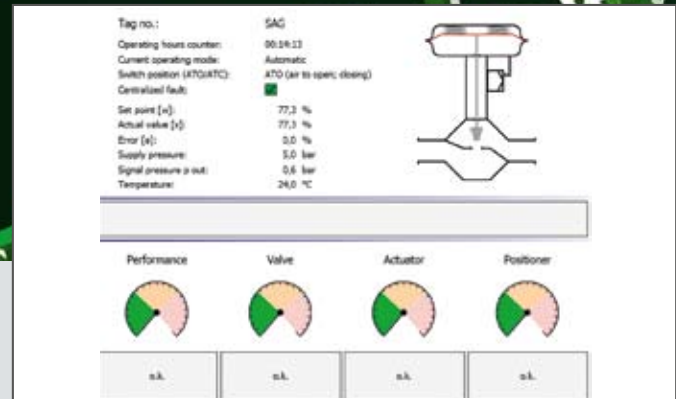 Tag no.: SAG
Operating hours counter: 00:14:13
Current operating mode: Automatic
Switch position (ATO/ATC): ATO (air to open; closing)
Centralized fault:
Set point [w]: 77,3 %
Actual value [x]: 77,3 %
Error [e]: 0,0 %
Supply pressure: 5,0 bar
Signal pressure p out: 0,6 bar
Temperature: 24,0 °C
Performance Valve Actuator Positioner
o.k. o.k. o.k. o.k.